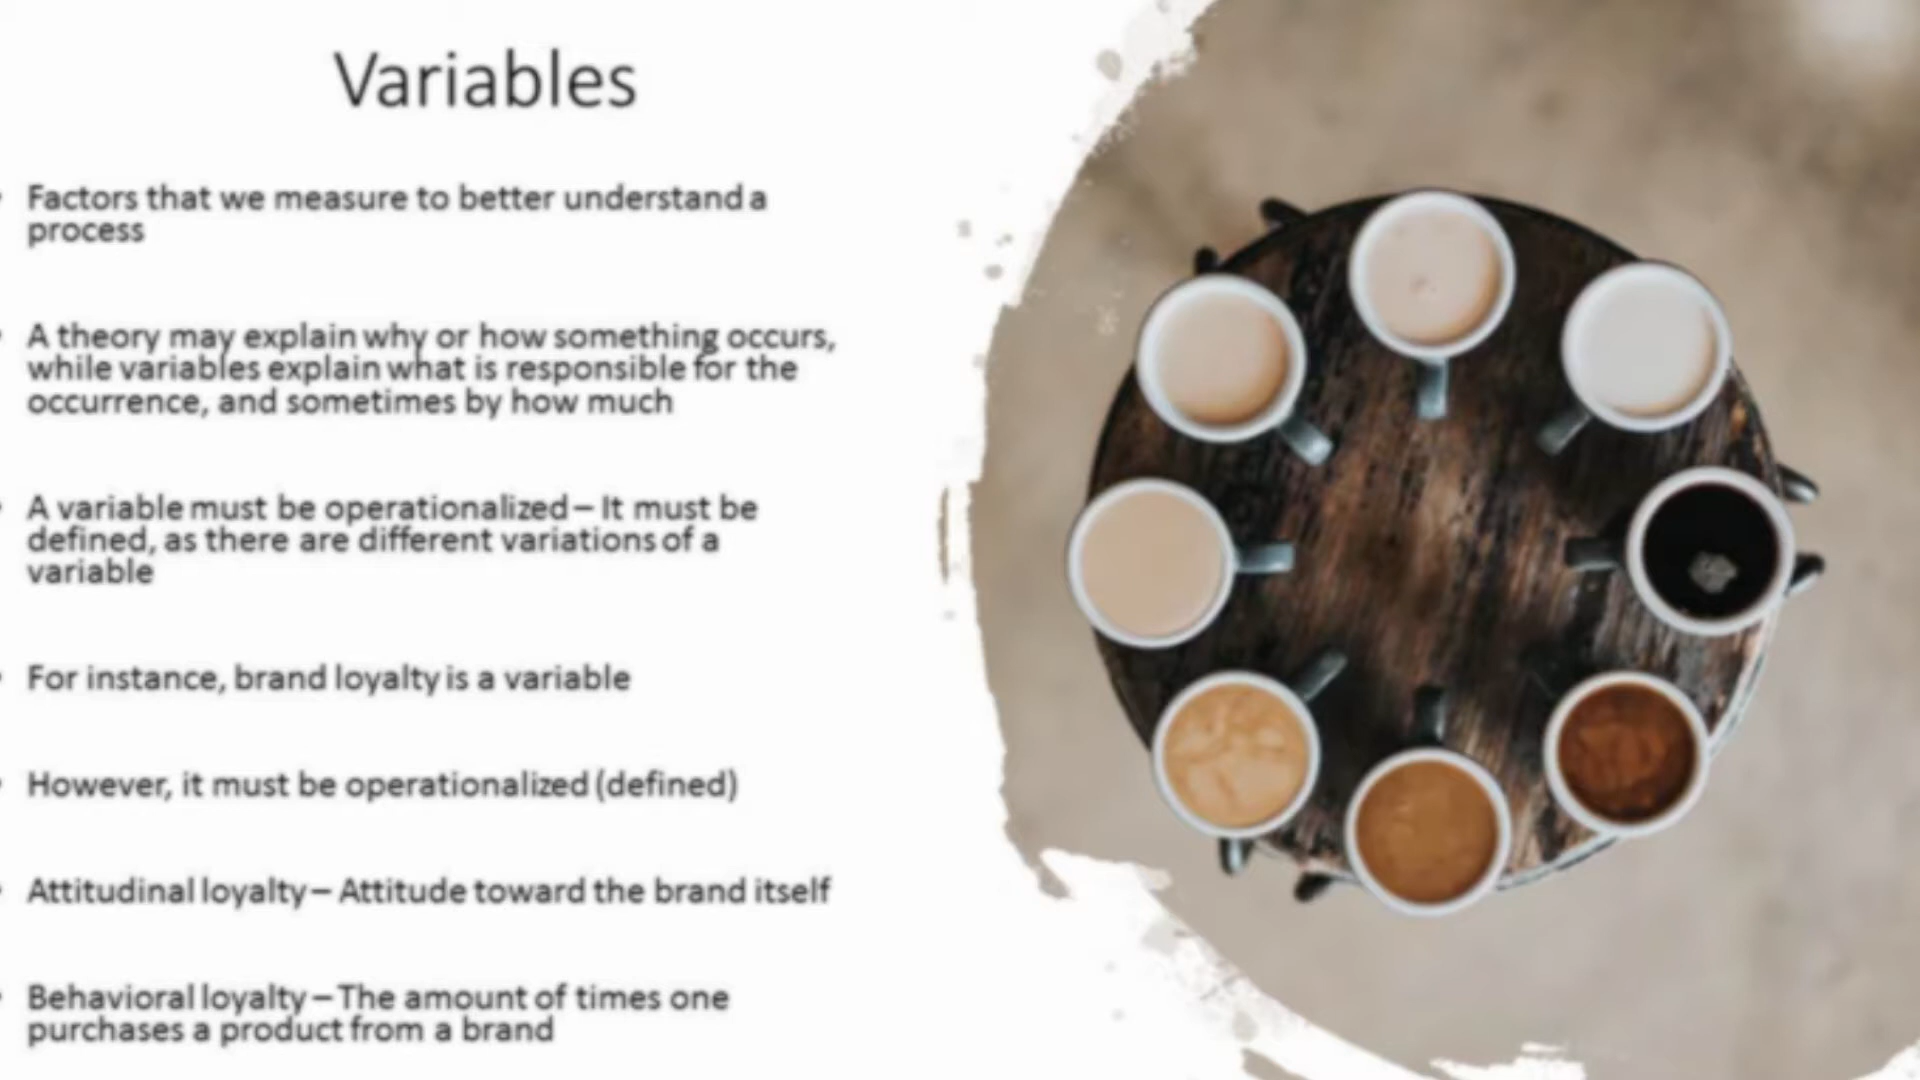 Variables
• Factors that we measure to better understand a
process
• A theory may explain why or how something occurs,
while variables explain what is responsible for the
occurrence, and sometimes by how much
• A variable must be operationalized – It must be
defined, as there are different variations of a
variable
• For instance, brand loyalty is a variable
• However, it must be operationalized (defined)
• Attitudinal loyalty – Attitude toward the brand itself
• Behavioral loyalty – The amount of times one
purchases a product from a brand